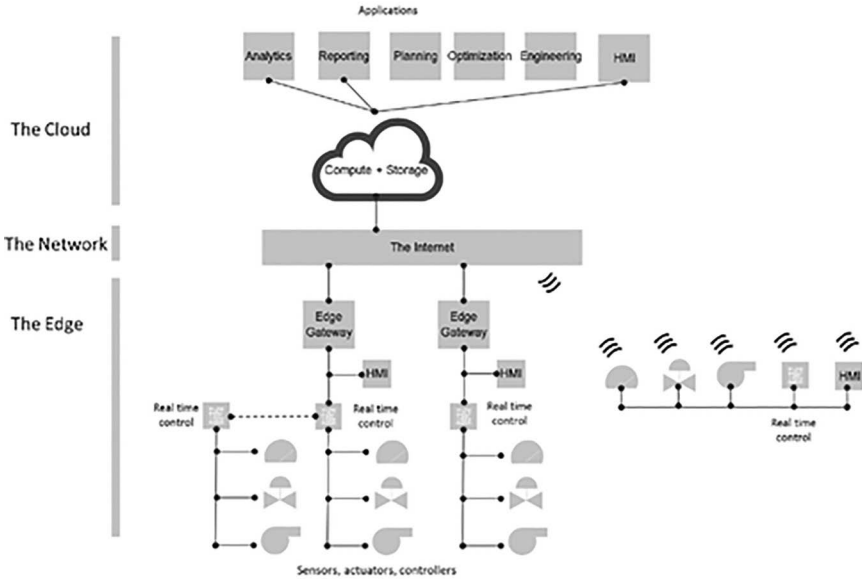 Applications
Analytics
Reporting
Planning
Optimization
Engineering
HMI
The Cloud
Compute + Storage
The Network
The Internet
The Edge
Edge
Gateway
Edge
Gateway
HMI
HMI
HMI
Real time
control
Real time
control
Real time
control
Real time
control
Sensors, actuators, controllers